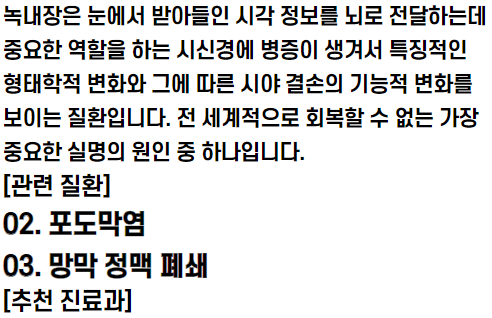 녹내장은 눈에서 받아들인 시각 정보를 뇌로 전달하는데
중요한 역할을 하는 시신경에 병증이 생겨서 특징적인
형태학적 변화와 그에 따른 시야 결손의 기능적 변화를
보이는 질환입니다. 전 세계적으로 회복할 수 없는 가장
중요한 실명의 원인 중 하나입니다.
[관련 질환]
02. 포도막염
03. 망막 정맥 폐쇄
[추천 진료과]